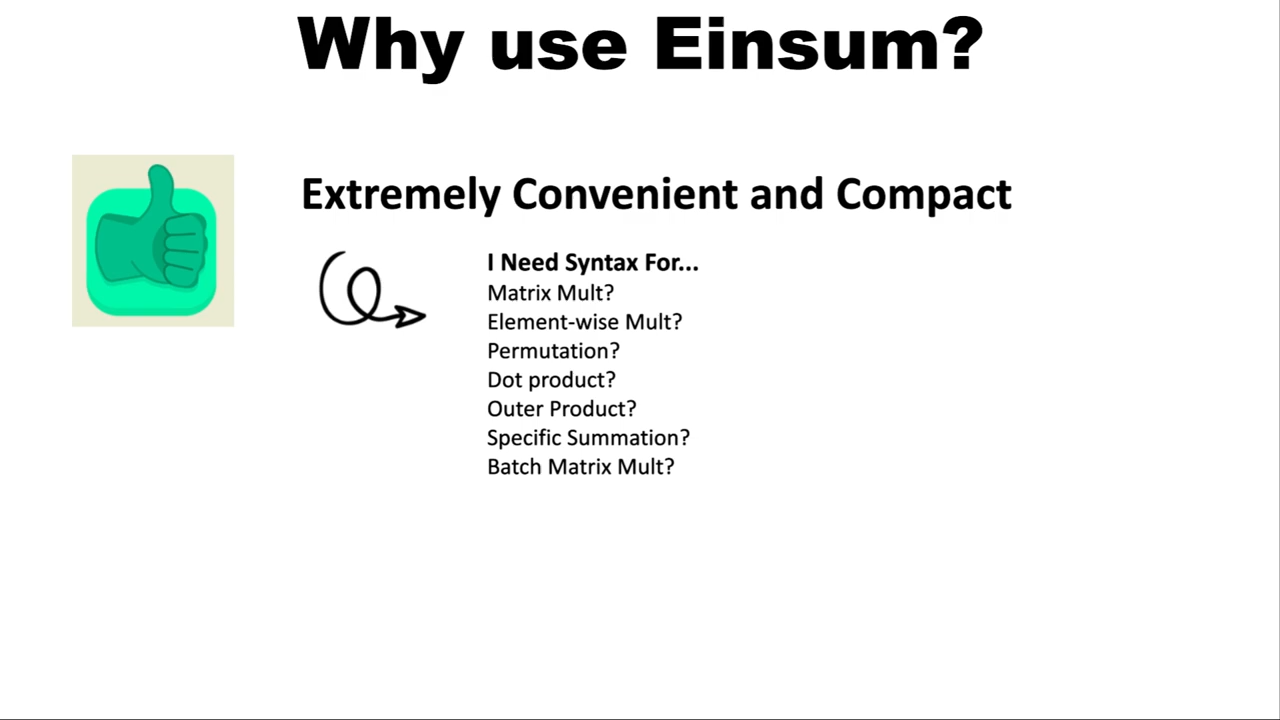 Why use Einsum?
Extremely Convenient and Compact
I Need Syntax For...
Matrix Mult?
Element-wise Mult?
Permutation?
Dot product?
Outer Product?
Specific Summation?
Batch Matrix Mult?